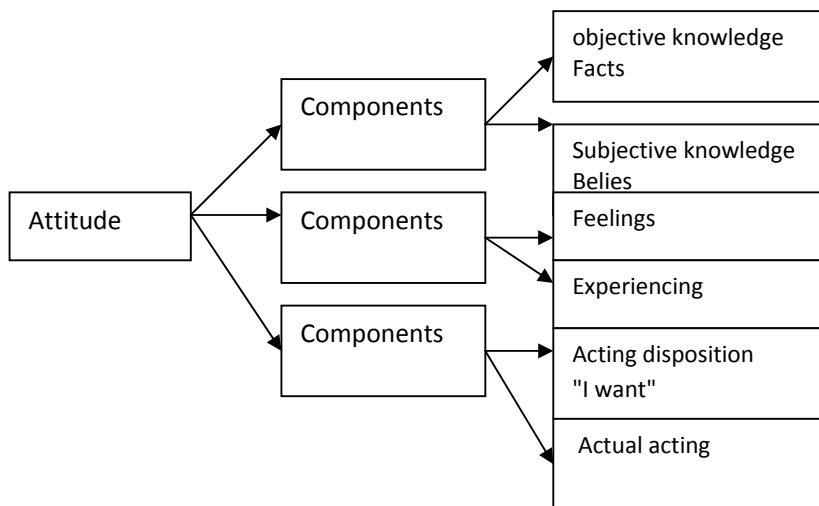 objective knowledge
Facts
Components
Subjective knowledge
Belies
Attitude
Components
Feelings
Experiencing
Components
Acting disposition
"I want"
Actual acting